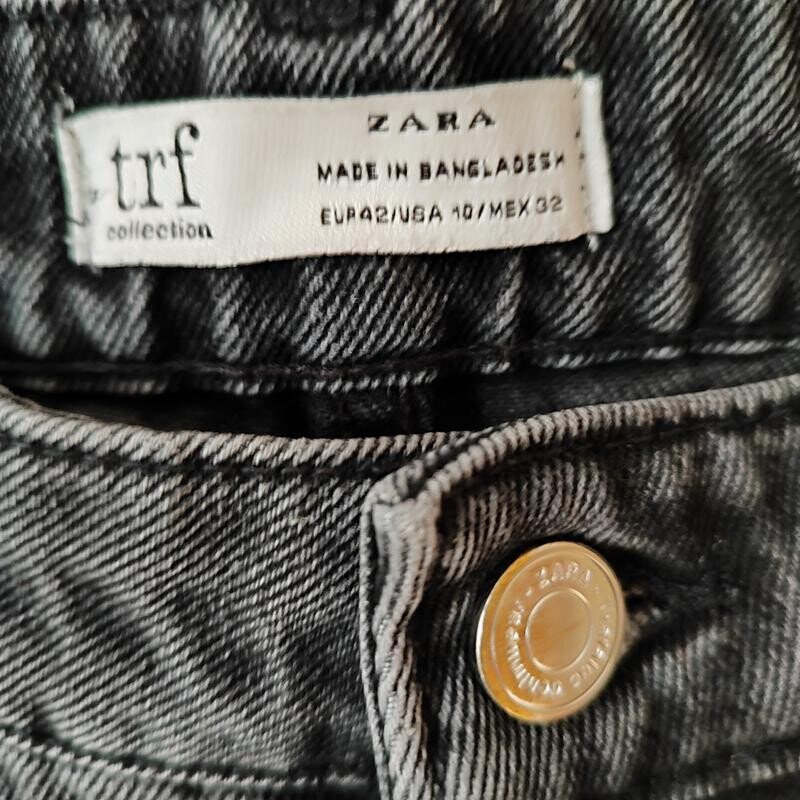 trf
collection
ZARA
MADE IN BANGLADESH
EUR42/USA 10/MEX 32
ZARA